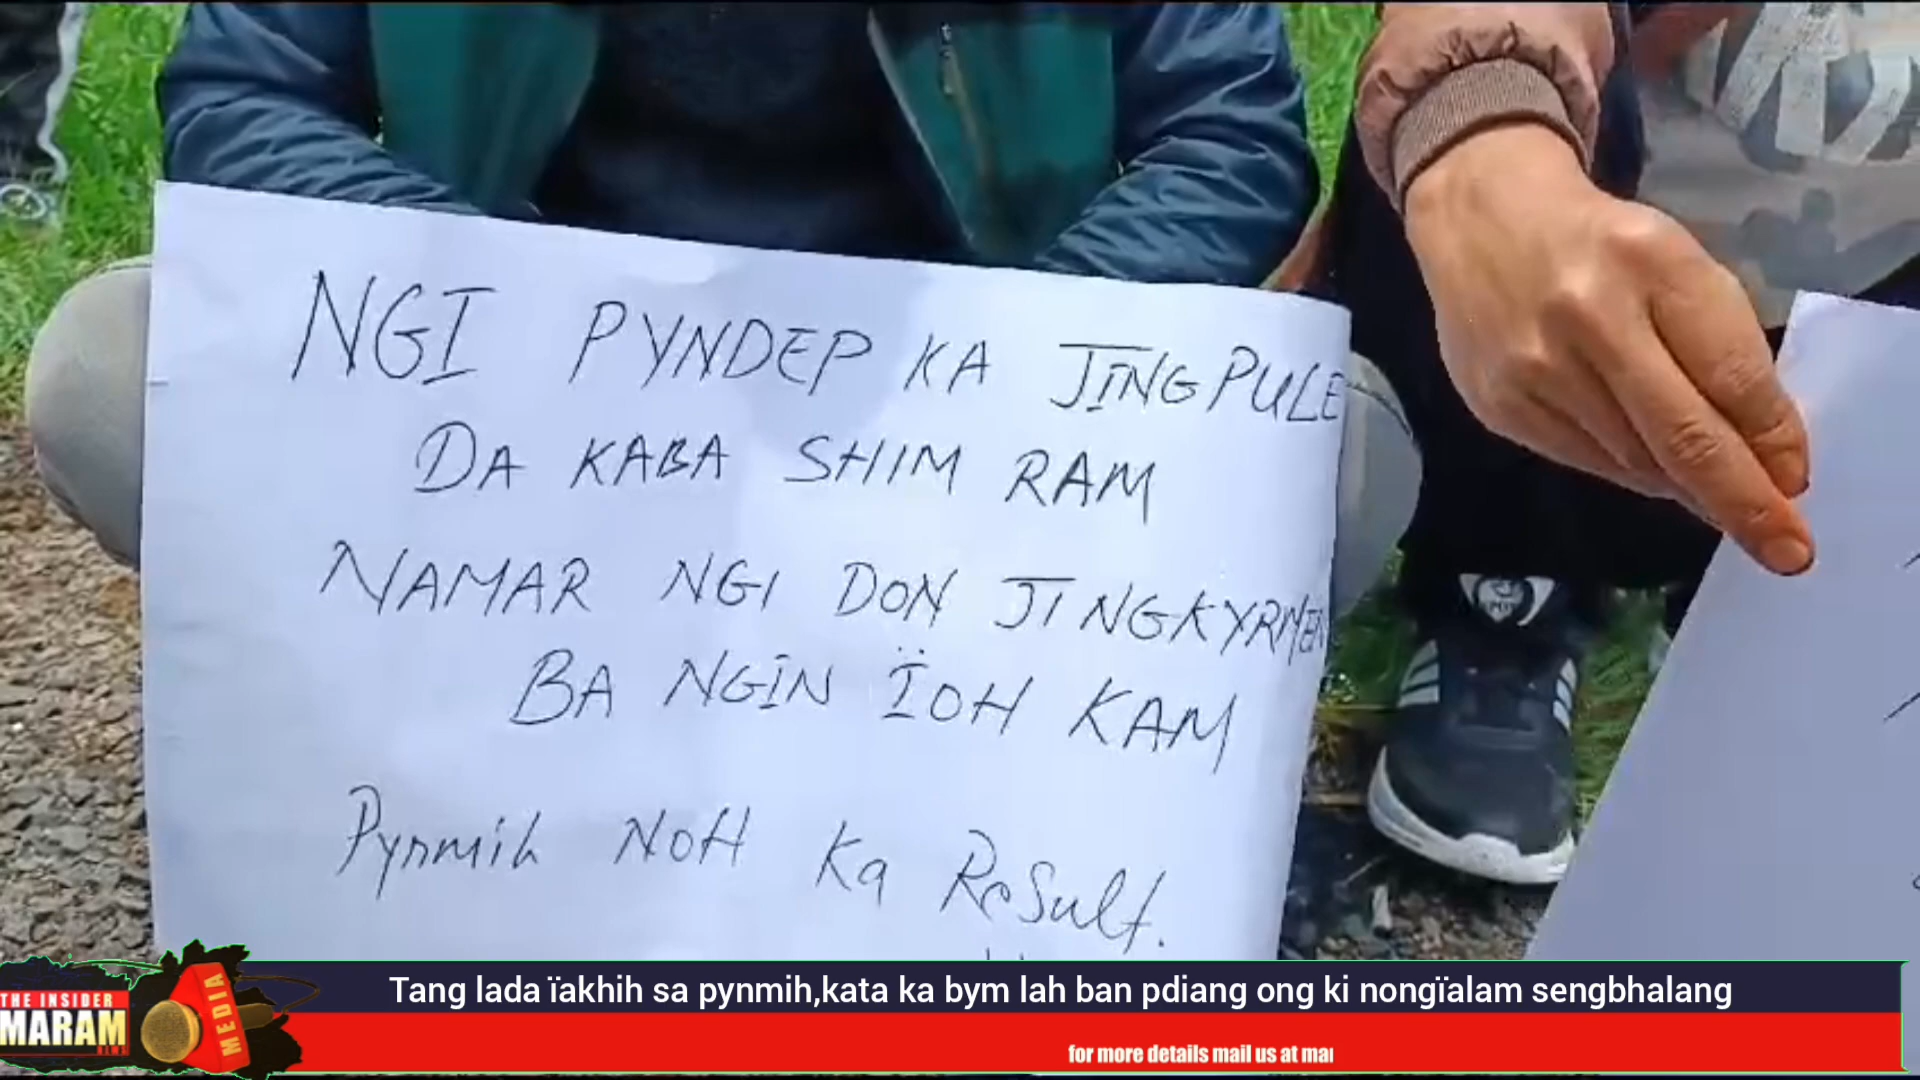 NGI PYNDEP KA JINGPULE
DA KABA SHIM RAM
NAMAR NGI DON JINGKYRMEN
BA NGIN ÏOH KAM
Pynmih NOH Ka ReSult.
THE INSIDER
MARAM
MEDIA
Tang lada ïakhih sa pynmih,kata ka bym lah ban pdiang ong ki nongïalam sengbhalang
for more details mail us at mar